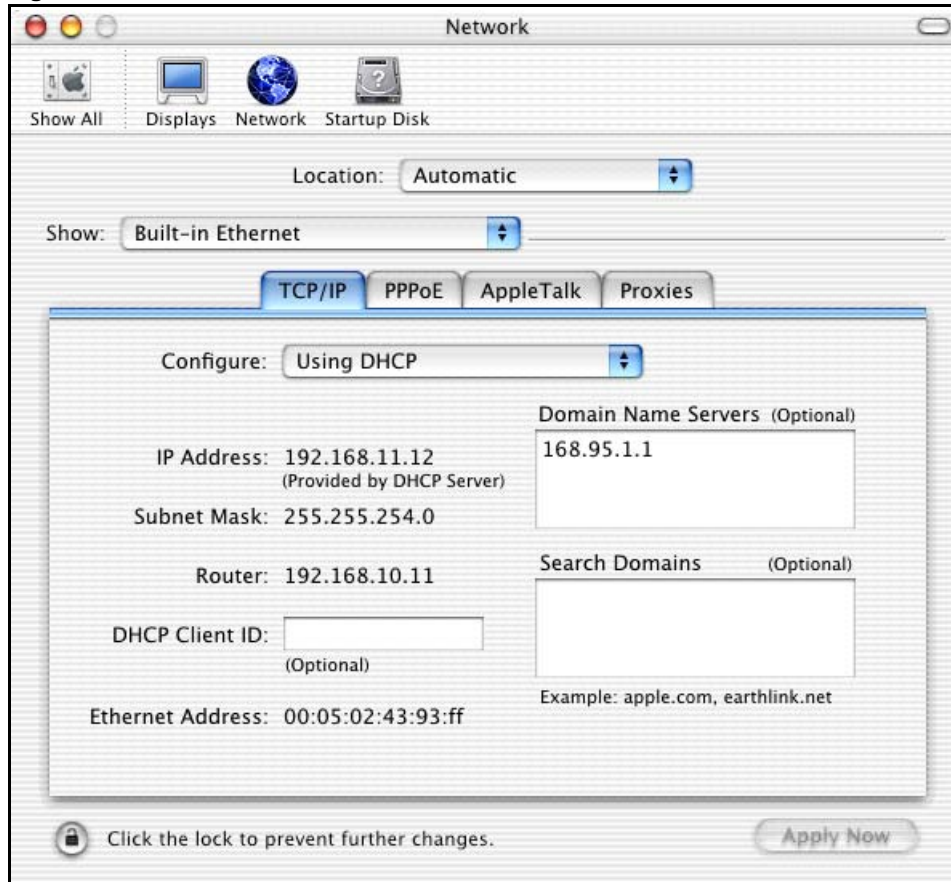 Network
Show All
Displays
Network
Startup Disk
Location: Automatic
Show: Built-in Ethernet
TCP/IP
PPPoE
AppleTalk
Proxies
Configure: Using DHCP
Domain Name Servers (Optional)
168.95.1.1
IP Address: 192.168.11.12
(Provided by DHCP Server)
Subnet Mask: 255.255.254.0
Router: 192.168.10.11
Search Domains (Optional)
DHCP Client ID:
(Optional)
Example: apple.com, earthlink.net
Ethernet Address: 00:05:02:43:93:ff
Click the lock to prevent further changes.
Apply Now